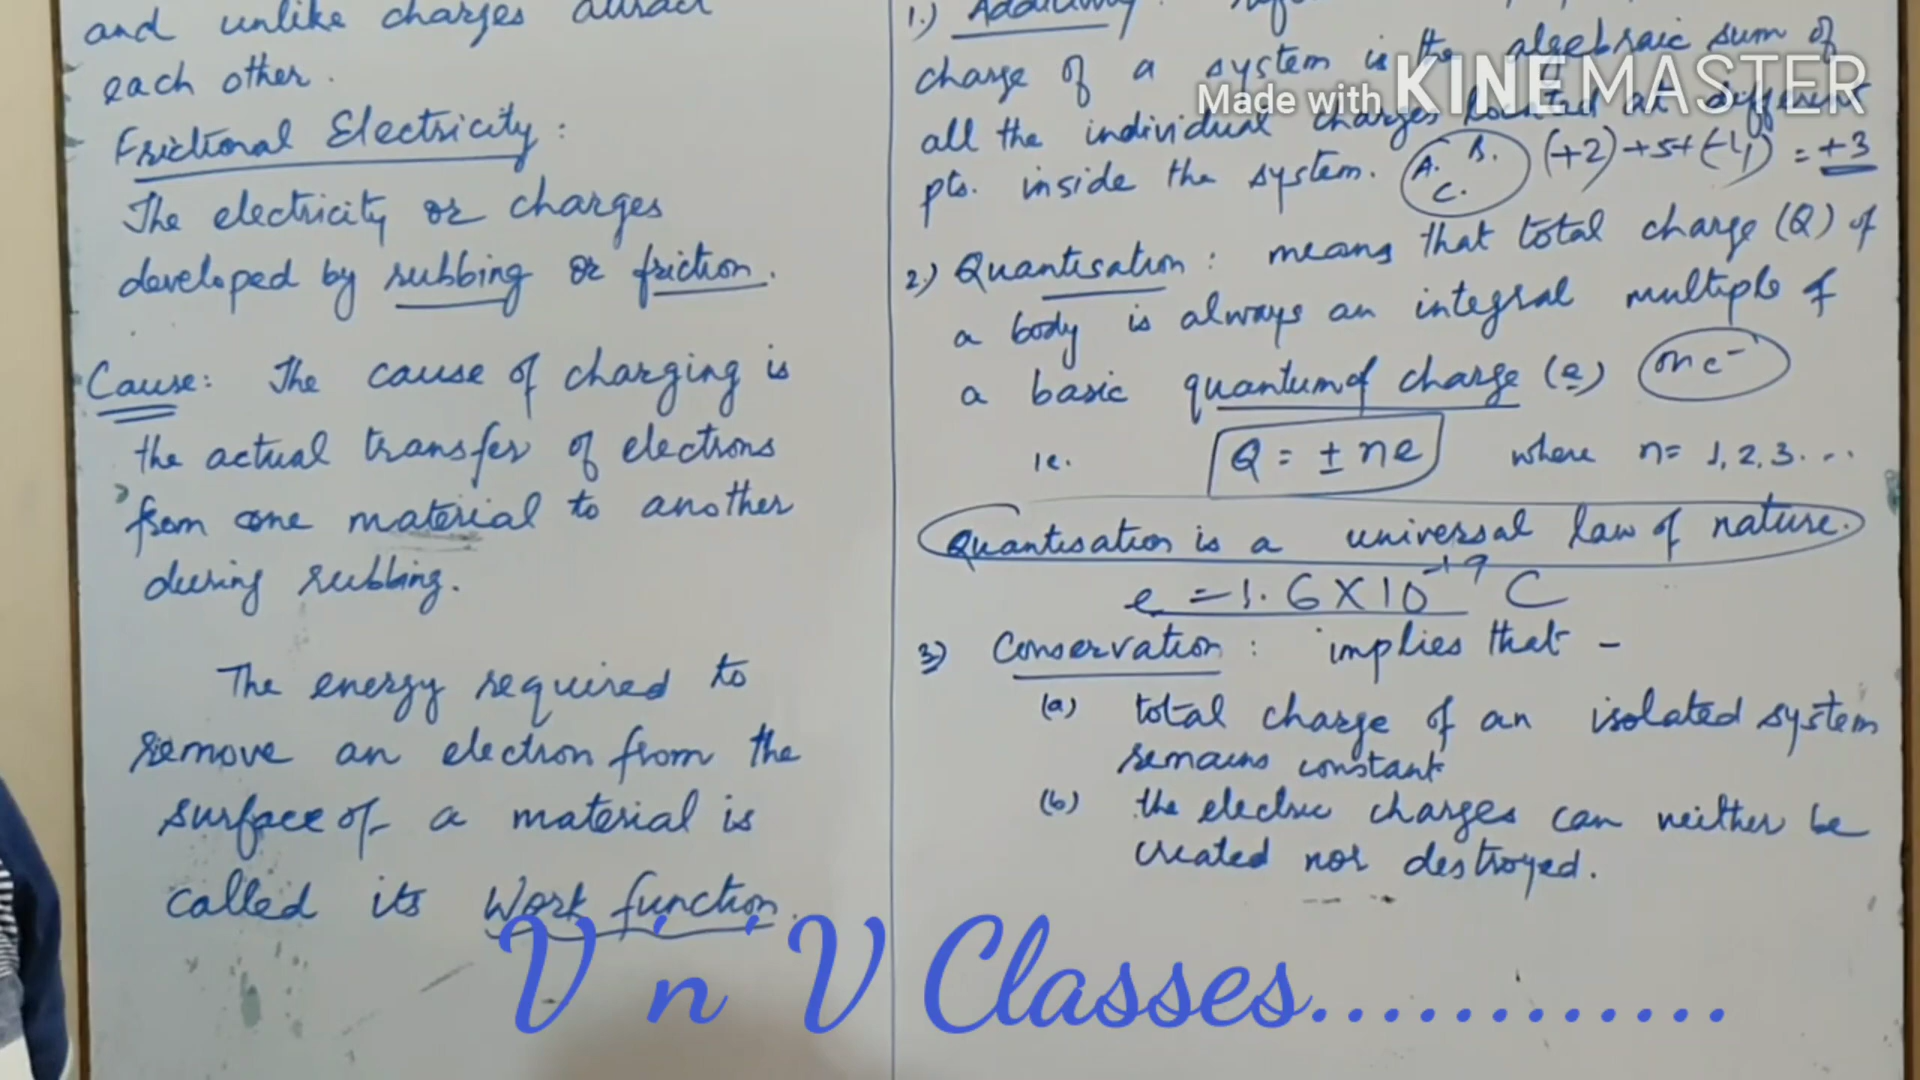 and unlike charges attract
each other.
Frictional Electricity:
The electricity or charges
developed by rubbing or friction.
Cause: The cause of charging is
the actual transfer of electrons
from one material to another
during rubbing.
The energy required to
remove an electron from the
surface of a material is
called its Work function.
1.) Additivity:
charge of a system is the algebraic sum of
all the individual charges located at different
pts. inside the system. A. B. C. (+2)+5+(-4) = +3
2.) Quantisation: means that total charge (Q) of
a body is always an integral multiple of
a basic quantum of charge (e) on e-
ie. Q = ± ne where n= 1, 2, 3...
Quantisation is a universal law of nature.
e = 1.6 X 10-19 C
3) Conservation: implies that -
(a) total charge of an isolated system
remains constant
(b) the electric charges can neither be
created nor destroyed.
Made with KINEMASTER
V 'n' V Classes............